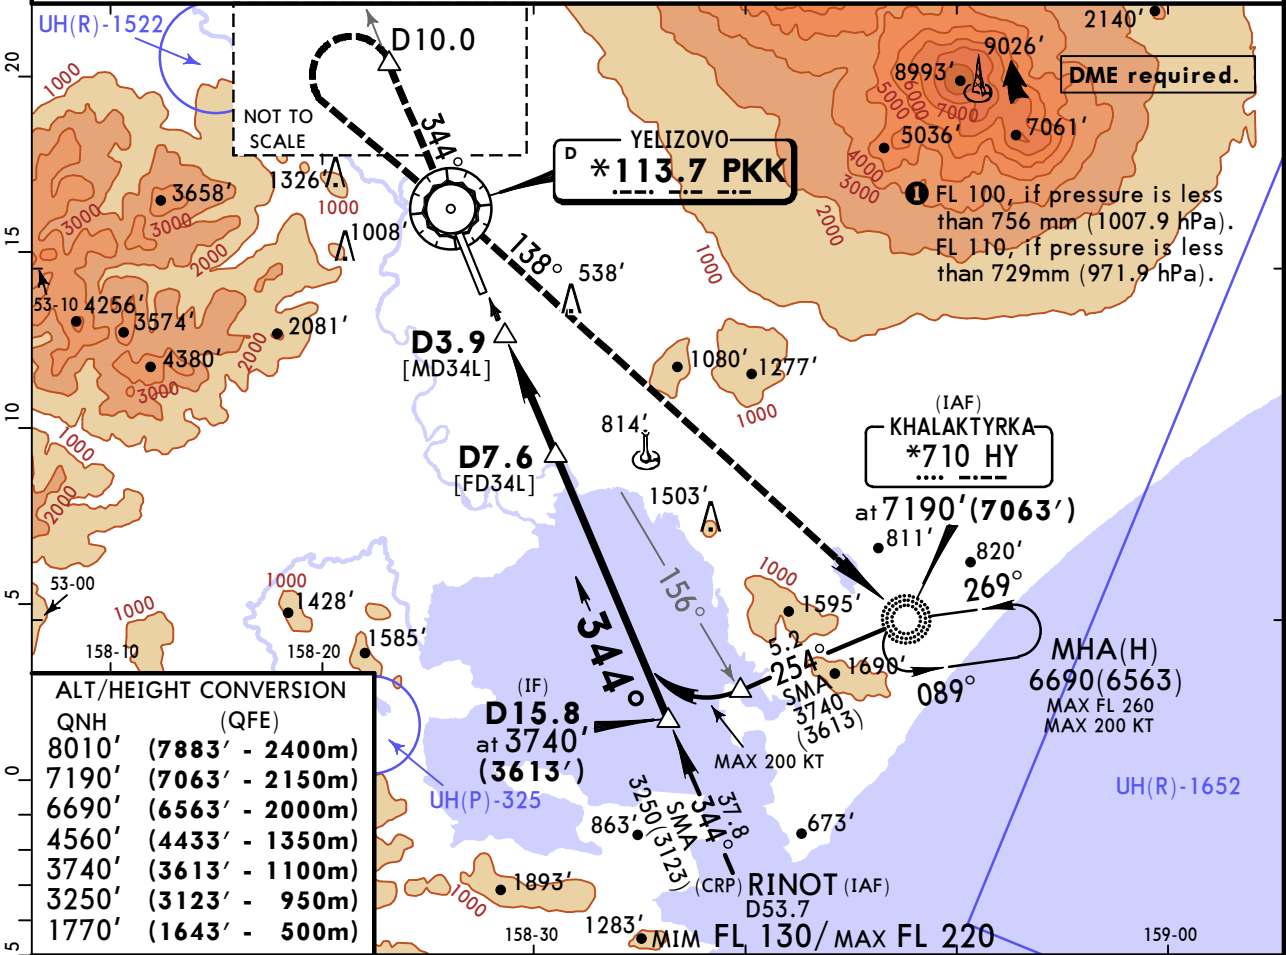 UH(R)-1522
1000
D10.0
2140'
9026'
8993'
DME required.
20
6000
5000
7000
5036'
7061'
4000
3000
NOT TO
SCALE
344°
YELIZOVO
D
*113.7 PKK
1326'
1000
3658'
3000
3000
2000
1008'
❶ FL 100, if pressure is less
than 756 mm (1007.9 hPa).
FL 110, if pressure is less
than 729mm (971.9 hPa).
2000
1000
15
138°
538'
53-10
4256'
3574'
2081'
4380'
2000
3000
D3.9
[MD34L]
1080'
1277'
1000
10
1000
2000
814'
D7.6
[FD34L]
1503'
(IAF)
KHALAKTYRKA
*710 HY
at 7190'(7063')
811'
820'
53-00
1000
1000
1428'
1585'
158-10
158-20
5
156°
1000
1595'
269°
344°
5.2
254°
SMA
3740
(3613)
1690'
089°
MHA(H)
6690(6563)
MAX FL 260
MAX 200 KT
(IF)
D15.8
at 3740'
(3613')
MAX 200 KT
UH(P)-325
UH(R)-1652
0
ALT/HEIGHT CONVERSION
QNH (QFE)
8010' (7883' - 2400m)
7190' (7063' - 2150m)
6690' (6563' - 2000m)
4560' (4433' - 1350m)
3740' (3613' - 1100m)
3250' (3123' - 950m)
1770' (1643' - 500m)
37.8
344°
SMA
3250(3123)
863'
673'
1893'
1000
(CRP) RINOT (IAF)
D53.7
1283'
MIM FL 130/MAX FL 220
5
158-30
159-00